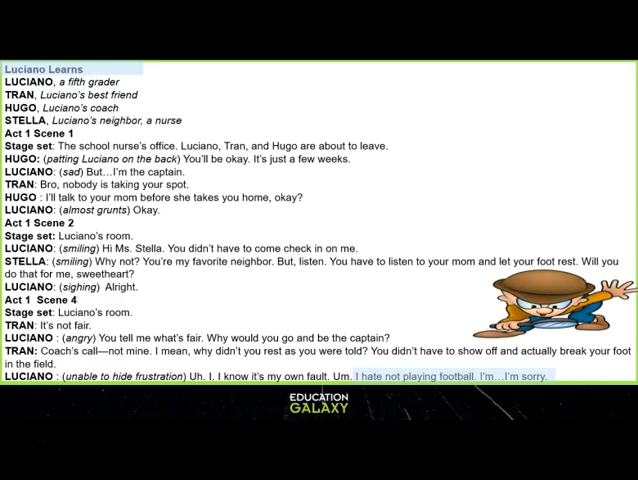 Luciano Learns
LUCIANO, a fifth grader
TRAN, Luciano's best friend
HUGO, Luciano's coach
STELLA, Luciano's neighbor, a nurse
Act 1 Scene 1
Stage set: The school nurse's office. Luciano, Tran, and Hugo are about to leave.
HUGO: (patting Luciano on the back) You'll be okay. It's just a few weeks.
LUCIANO: (sad) But…I'm the captain.
TRAN: Bro, nobody is taking your spot.
HUGO : I'll talk to your mom before she takes you home, okay?
LUCIANO: (almost grunts) Okay.
Act 1 Scene 2
Stage set: Luciano's room.
LUCIANO: (smiling) Hi Ms. Stella. You didn't have to come check in on me.
STELLA: (smiling) Why not? You're my favorite neighbor. But, listen. You have to listen to your mom and let your foot rest. Will you
do that for me, sweetheart?
LUCIANO: (sighing) Alright.
Act 1 Scene 4
Stage set: Luciano's room.
TRAN: It's not fair.
LUCIANO : (angry) You tell me what's fair. Why would you go and be the captain?
TRAN: Coach's call—not mine. I mean, why didn't you rest as you were told? You didn't have to show off and actually break your foot
in the field.
LUCIANO : (unable to hide frustration) Uh. I. I know it's my own fault. Um. I hate not playing football. I'm…I'm sorry.
EDUCATION
GALAXY